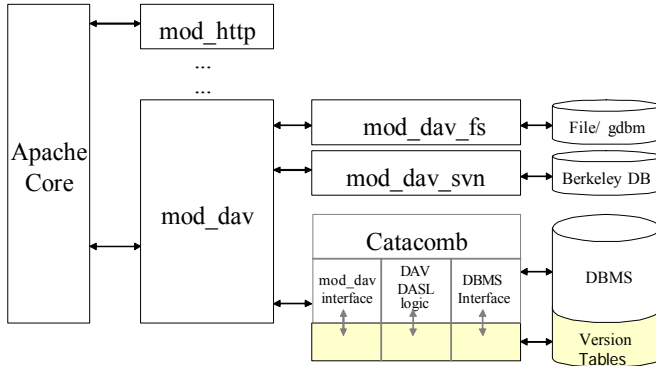 mod_http
...
...
Apache
Core
mod_dav
mod_dav_fs
File/ gdbm
mod_dav_svn
Berkeley DB
Catacomb
mod_dav
interface
DAV
DASL
logic
DBMS
Interface
DBMS
Version
Tables